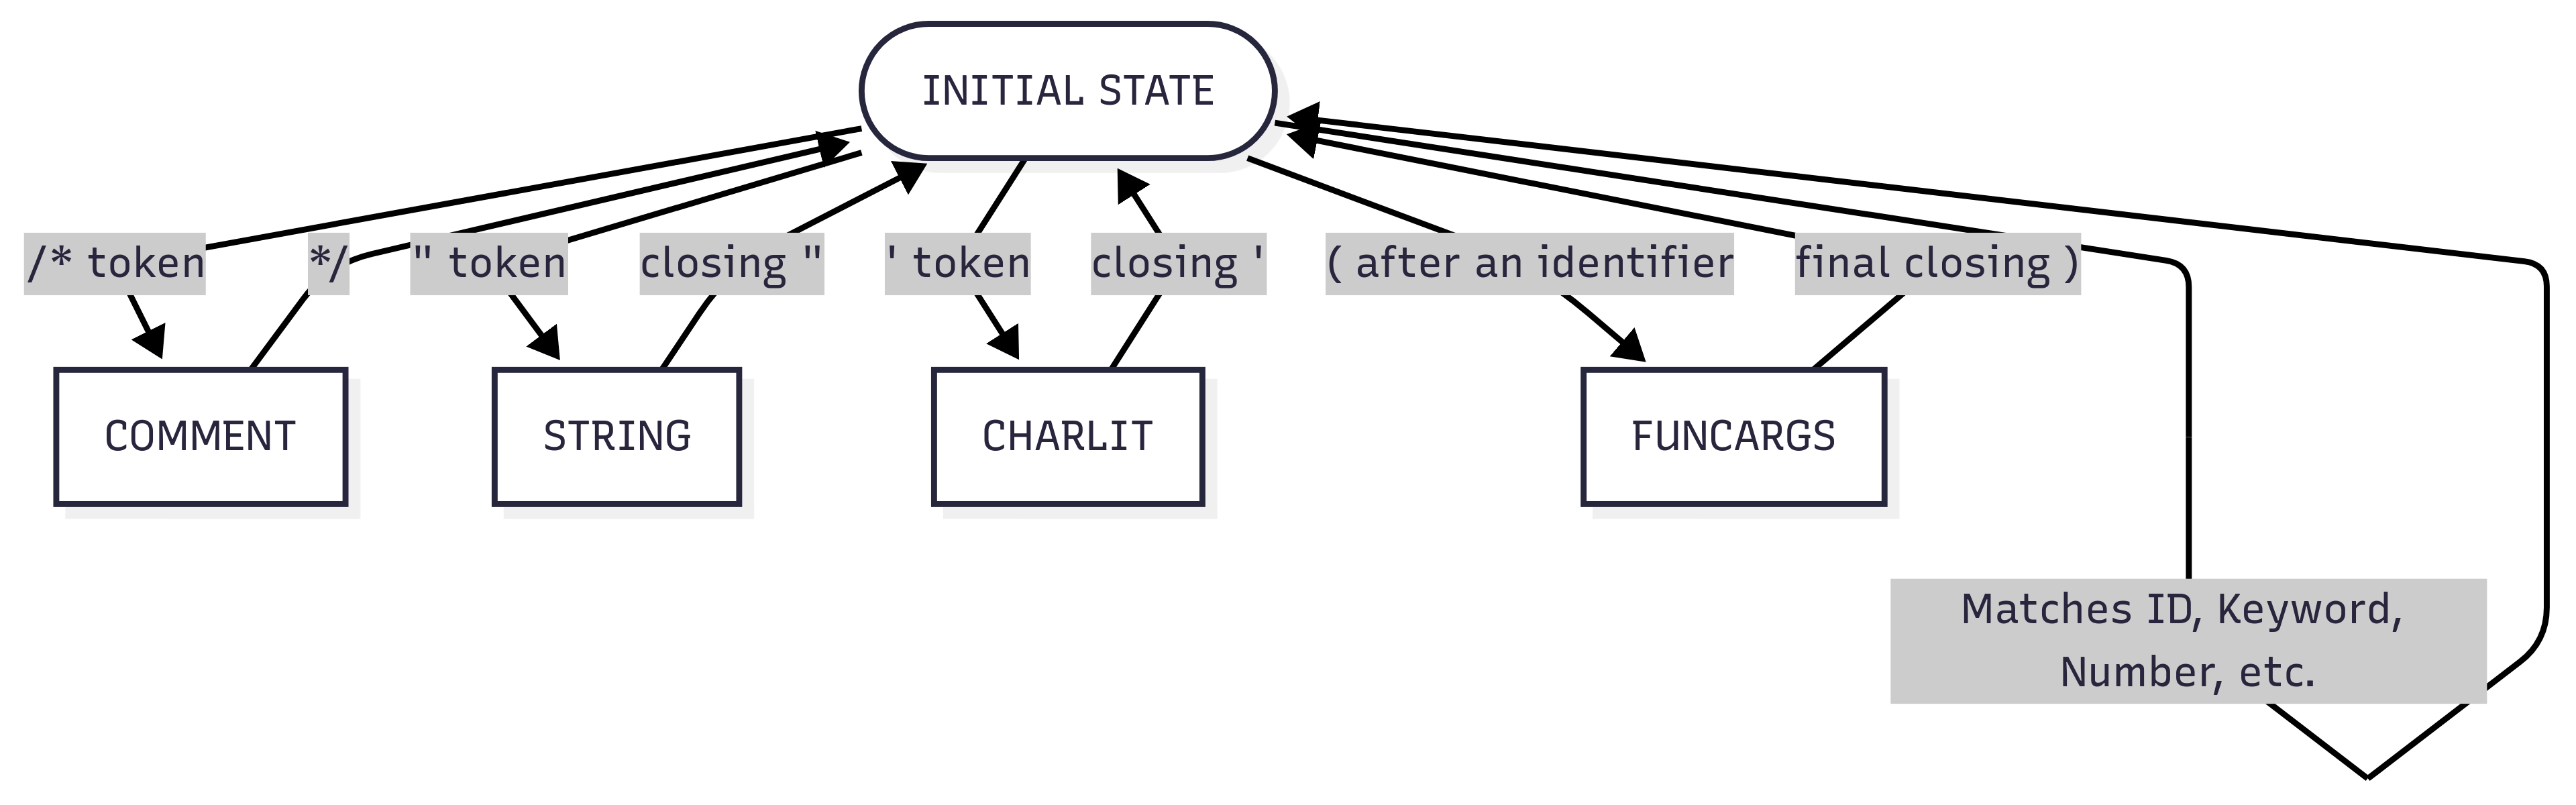 INITIAL STATE
/* token
*/
" token
closing "
' token
closing '
( after an identifier
final closing )
COMMENT
STRING
CHARLIT
FUNCARGS
Matches ID, Keyword,
Number, etc.